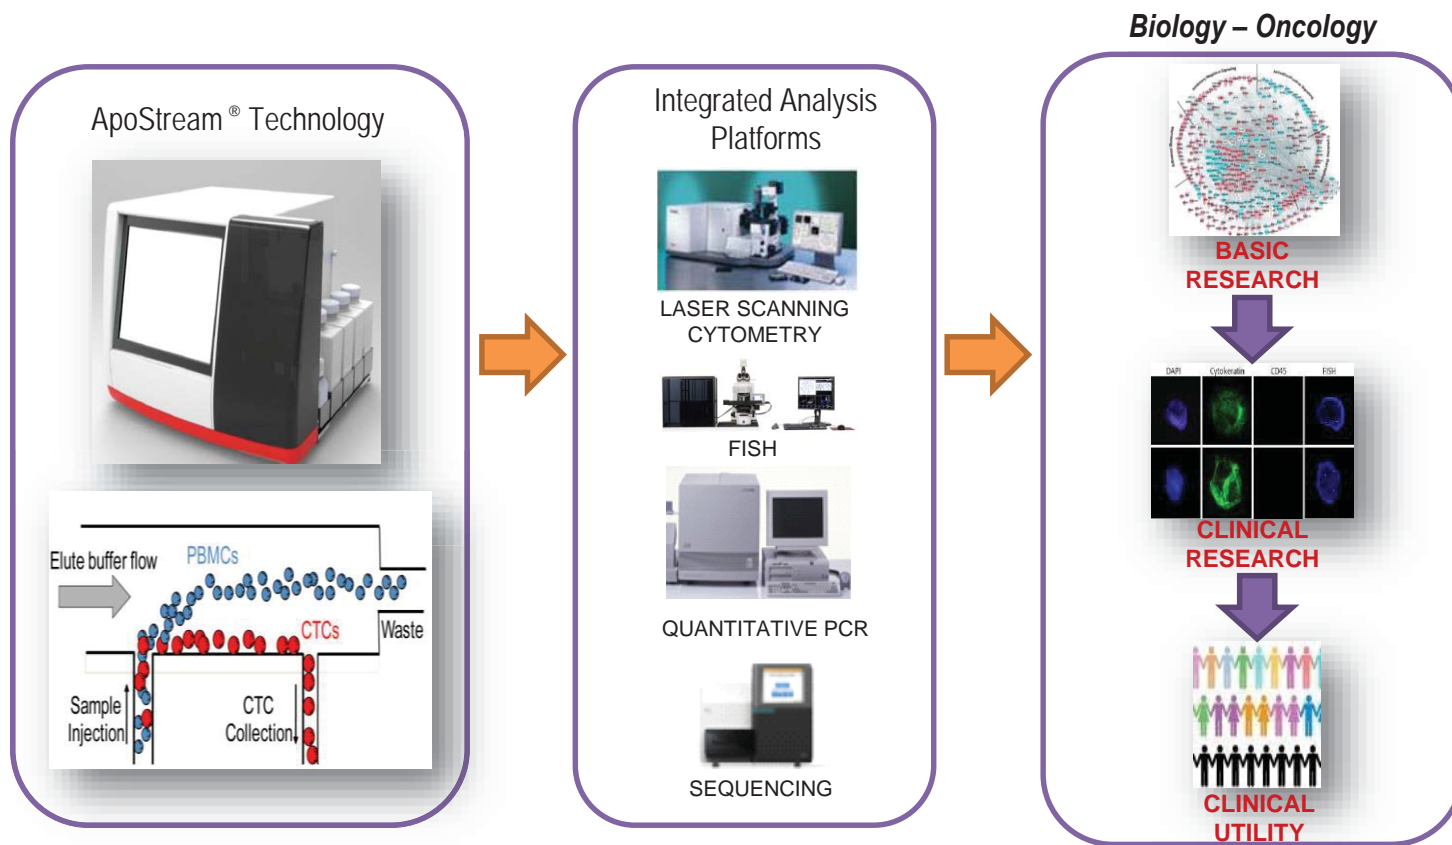 Biology – Oncology
ApoStream ® Technology
Elute buffer flow
PBMCs
CTCs
Waste
Sample
Injection
CTC
Collection
Integrated Analysis
Platforms
LASER SCANNING
CYTOMETRY
FISH
QUANTITATIVE PCR
SEQUENCING
BASIC
RESEARCH
DAPI Cytokeratin CD45 FISH
CLINICAL
RESEARCH
CLINICAL
UTILITY